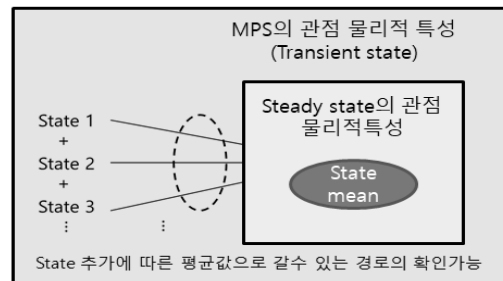 MPS의 관점 물리적 특성
(Transient state)
Steady state의 관점
물리적특성
State
mean
State 1
+
State 2
+
State 3
⋮
⋮
State 추가에 따른 평균값으로 갈수 있는 경로의 확인가능